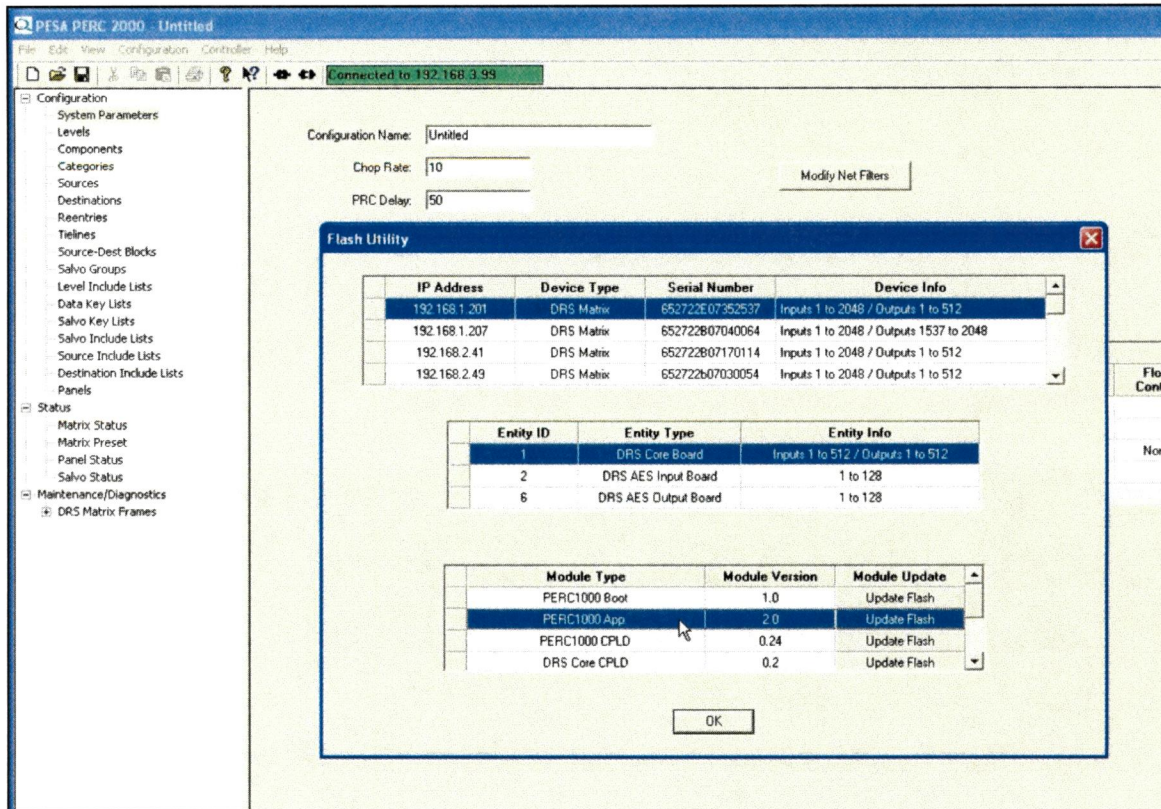 PESA PERC 2000 - Untitled
File Edit View Configuration Controller Help
Connected to 192.168.3.99
Configuration
System Parameters
Levels
Components
Categories
Sources
Destinations
Reentries
Tielines
Source-Dest Blocks
Salvo Groups
Level Include Lists
Data Key Lists
Salvo Key Lists
Salvo Include Lists
Source Include Lists
Destination Include Lists
Panels
Status
Matrix Status
Matrix Preset
Panel Status
Salvo Status
Maintenance/Diagnostics
DRS Matrix Frames
Configuration Name: Untitled
Chop Rate: 10
PRC Delay: 50
Modify Net Filters
Flash Utility
IP Address Device Type Serial Number Device Info
192.168.1.201 DRS Matrix 652722E07352537 Inputs 1 to 2048 / Outputs 1 to 512
192.168.1.207 DRS Matrix 652722B07040064 Inputs 1 to 2048 / Outputs 1537 to 2048
192.168.2.41 DRS Matrix 652722B07170114 Inputs 1 to 2048 / Outputs 1 to 512
192.168.2.49 DRS Matrix 652722b07030054 Inputs 1 to 2048 / Outputs 1 to 512
Entity ID Entity Type Entity Info
1 DRS Core Board Inputs 1 to 512 / Outputs 1 to 512
2 DRS AES Input Board 1 to 128
6 DRS AES Output Board 1 to 128
Module Type Module Version Module Update
PERC1000 Boot 1.0 Update Flash
PERC1000 App 2.0 Update Flash
PERC1000 CPLD 0.24 Update Flash
DRS Core CPLD 0.2 Update Flash
OK
Flo
Cont
Nor